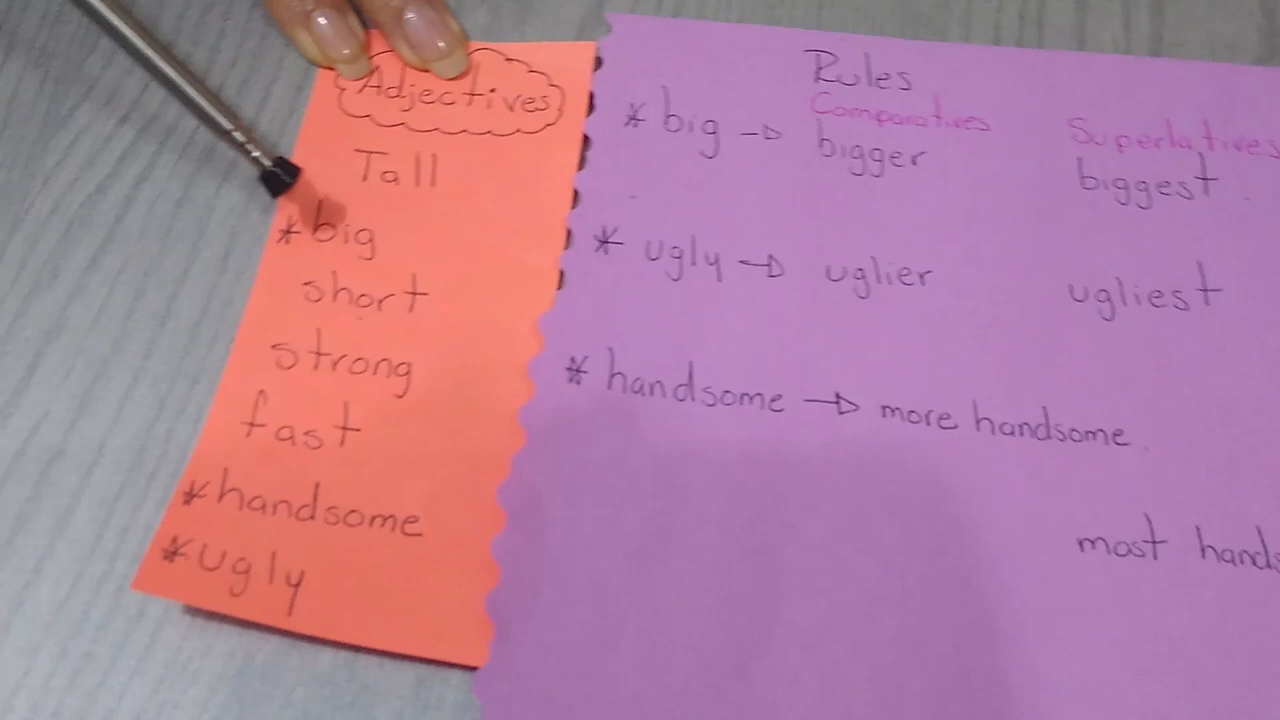 Adjectives
Tall
*big
short
strong
fast
*handsome
*ugly
Rules
Comparatives Superlatives
* big → bigger biggest.
* ugly → uglier ugliest
* handsome → more handsome.
most